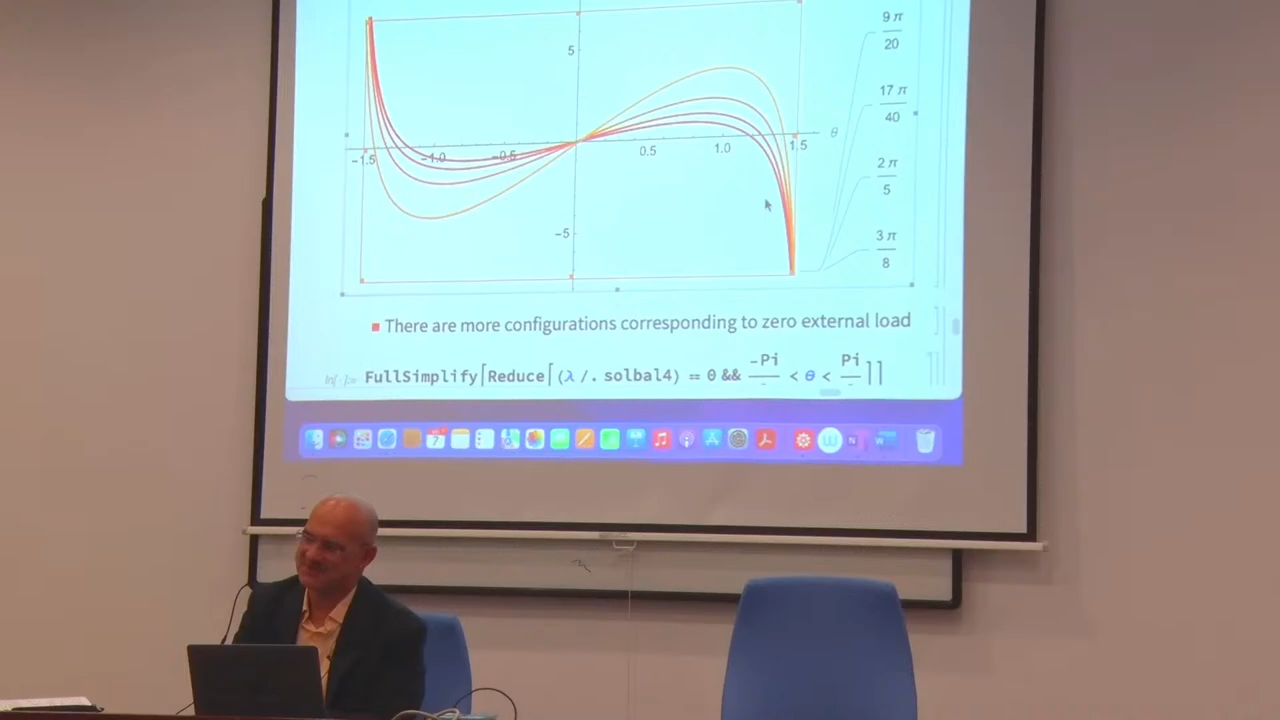 9 π
20
5
17 π
40
θ
-1.5
-1.0
-0.5
0.5
1.0
1.5
2 π
5
-5
3 π
8
There are more configurations corresponding to zero external load
In[ ]:= FullSimplify[Reduce[(λ /. solbal4) == 0 && -Pi < θ < Pi]]